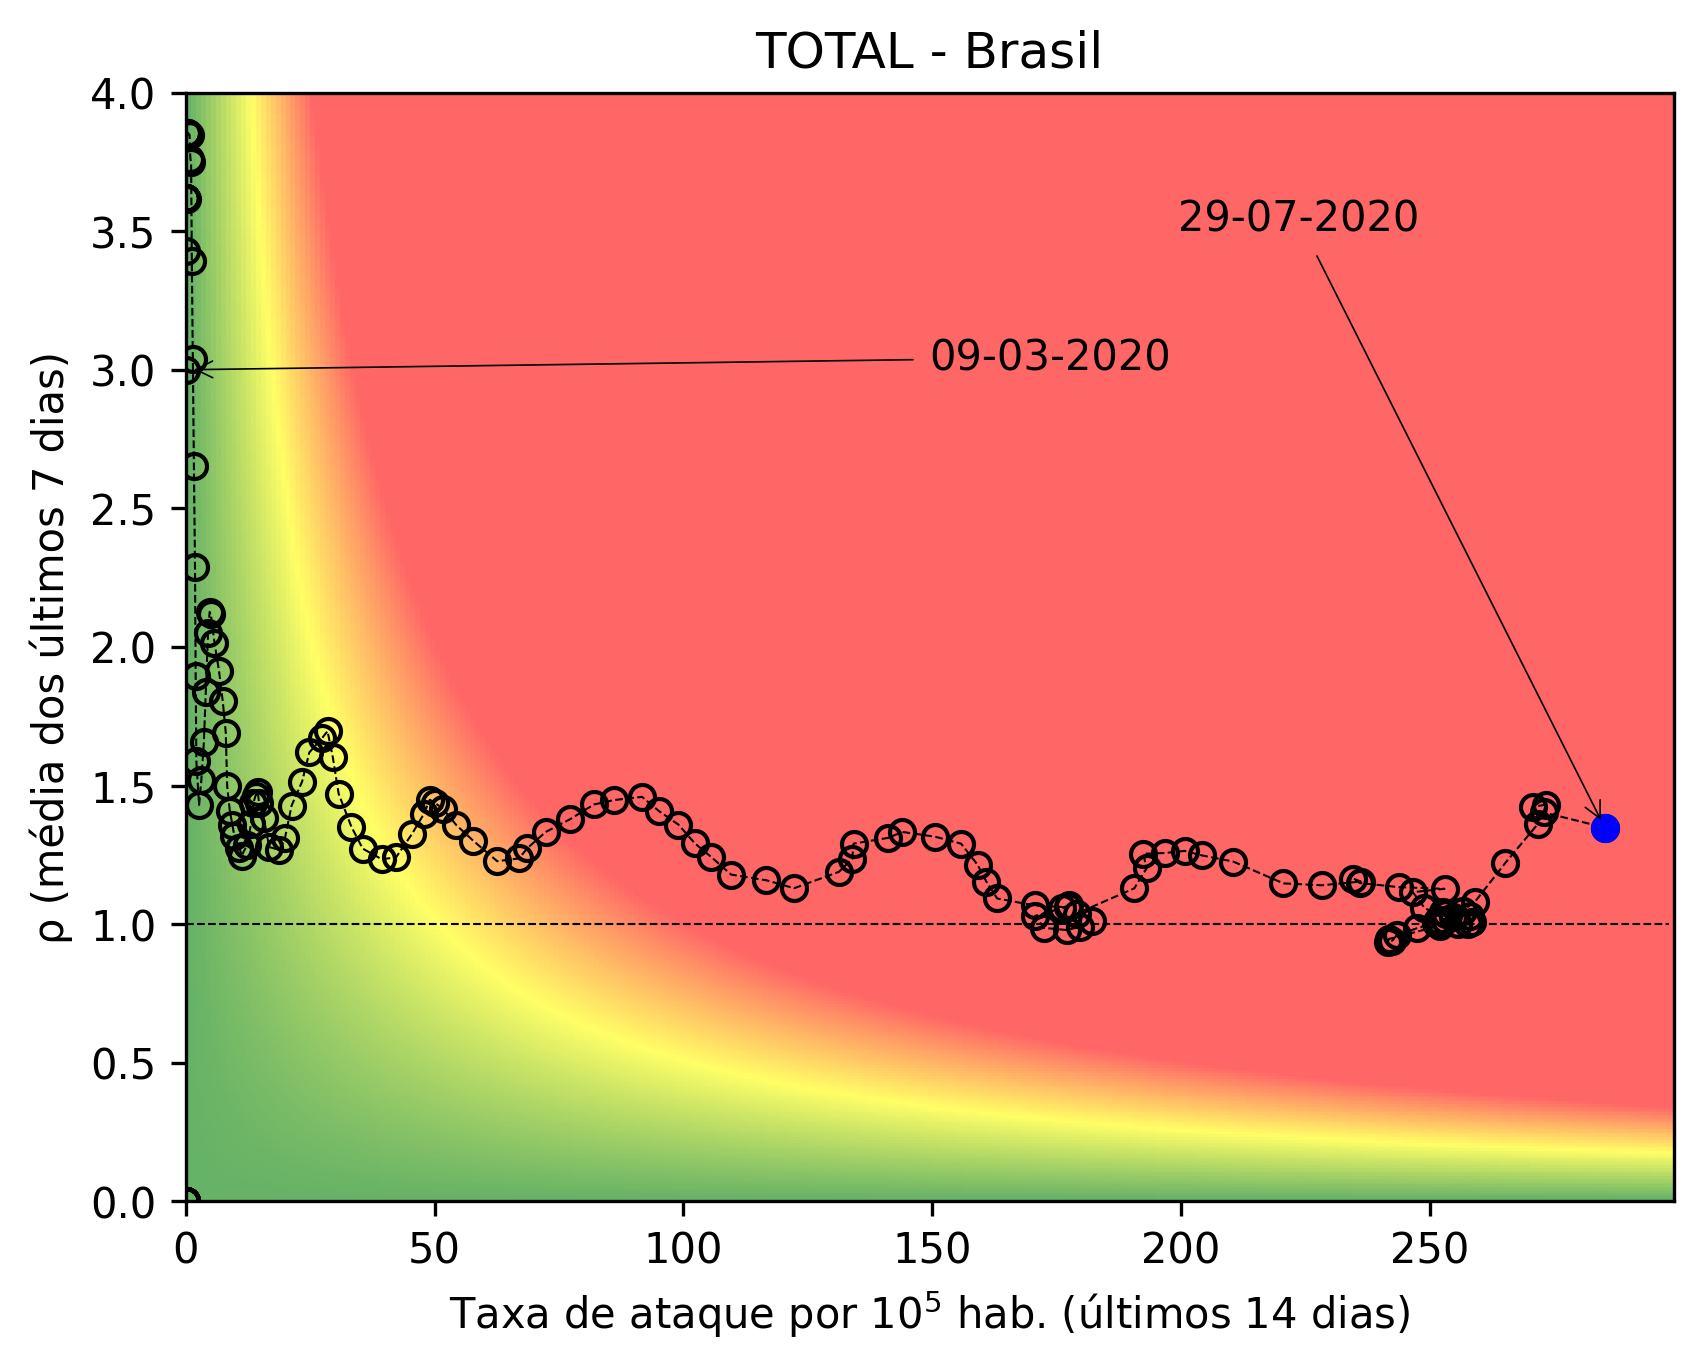 TOTAL - Brasil
4.0
3.5
3.0
2.5
2.0
1.5
1.0
0.5
0.0
ρ (média dos últimos 7 dias)
29-07-2020
09-03-2020
0 50 100 150 200 250
Taxa de ataque por 10⁵ hab. (últimos 14 dias)